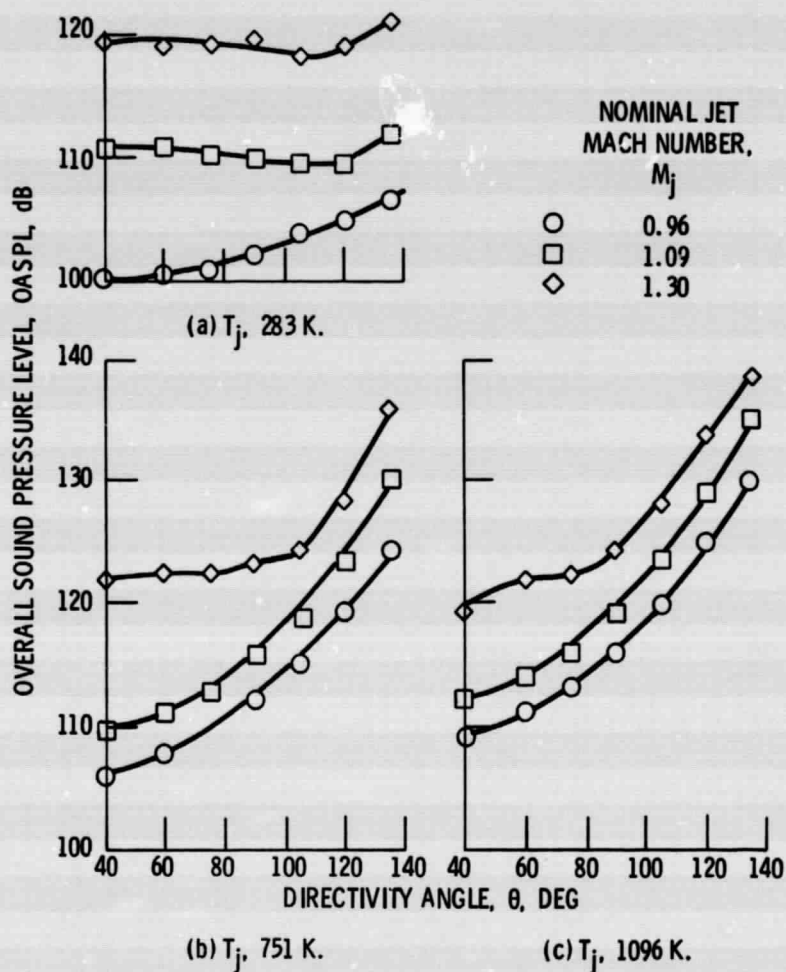 120
110
100
(a) Tj, 283 K.
NOMINAL JET
MACH NUMBER,
Mj
0.96
1.09
1.30
OVERALL SOUND PRESSURE LEVEL, OASPL, dB
140
130
120
110
100
40 60 80 100 120 140
40 60 80 100 120 140
DIRECTIVITY ANGLE, θ, DEG
(b) Tj, 751 K.
(c) Tj, 1096 K.